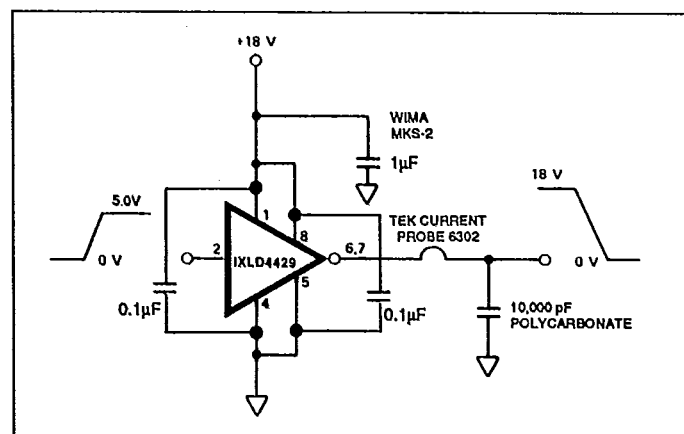 +18 V
WIMA
MKS-2
1µF
18 V
5.0V
0 V
TEK CURRENT
PROBE 6302
1
8
2
IXLD4429
6,7
5
4
0 V
0.1µF
0.1µF
10,000 pF
POLYCARBONATE